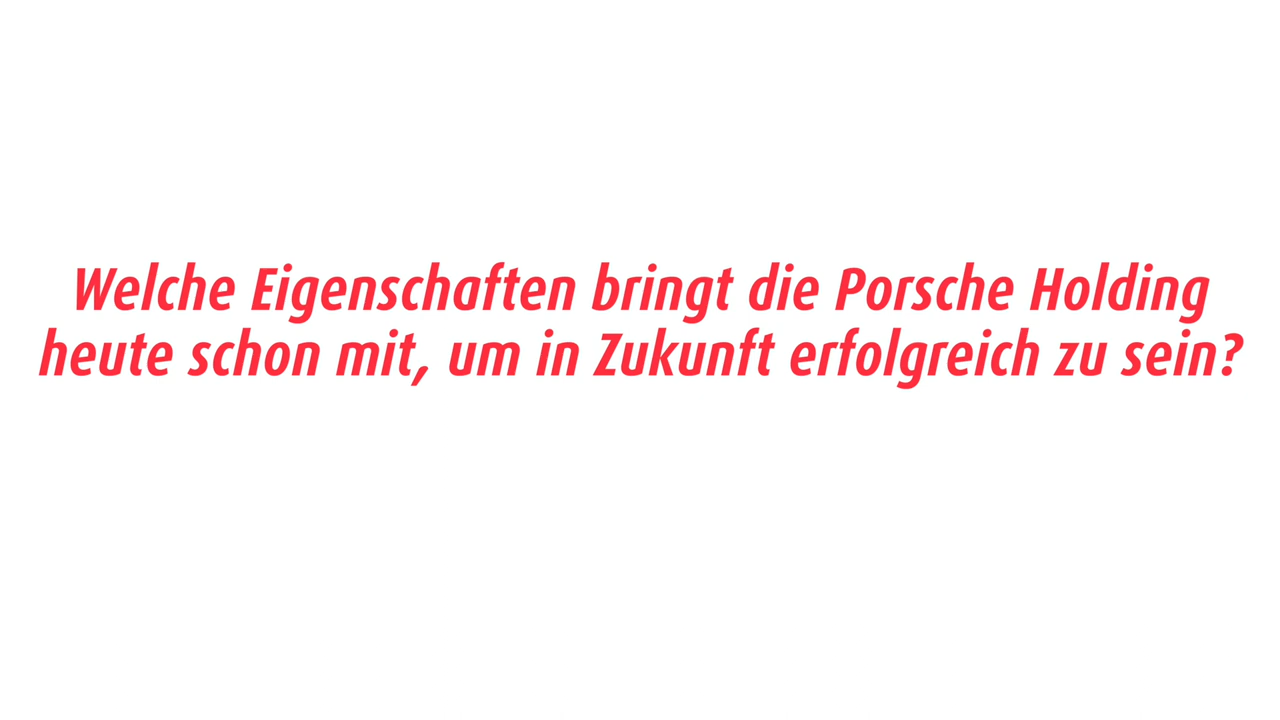 Welche Eigenschaften bringt die Porsche Holding
heute schon mit, um in Zukunft erfolgreich zu sein?